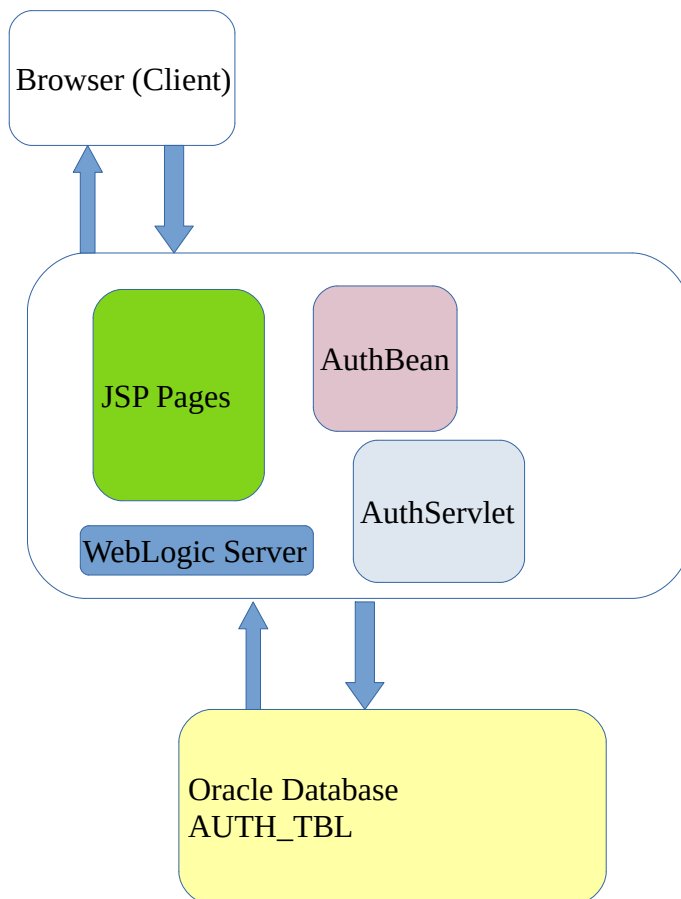 Browser (Client)
JSP Pages
AuthBean
AuthServlet
WebLogic Server
Oracle Database
AUTH_TBL